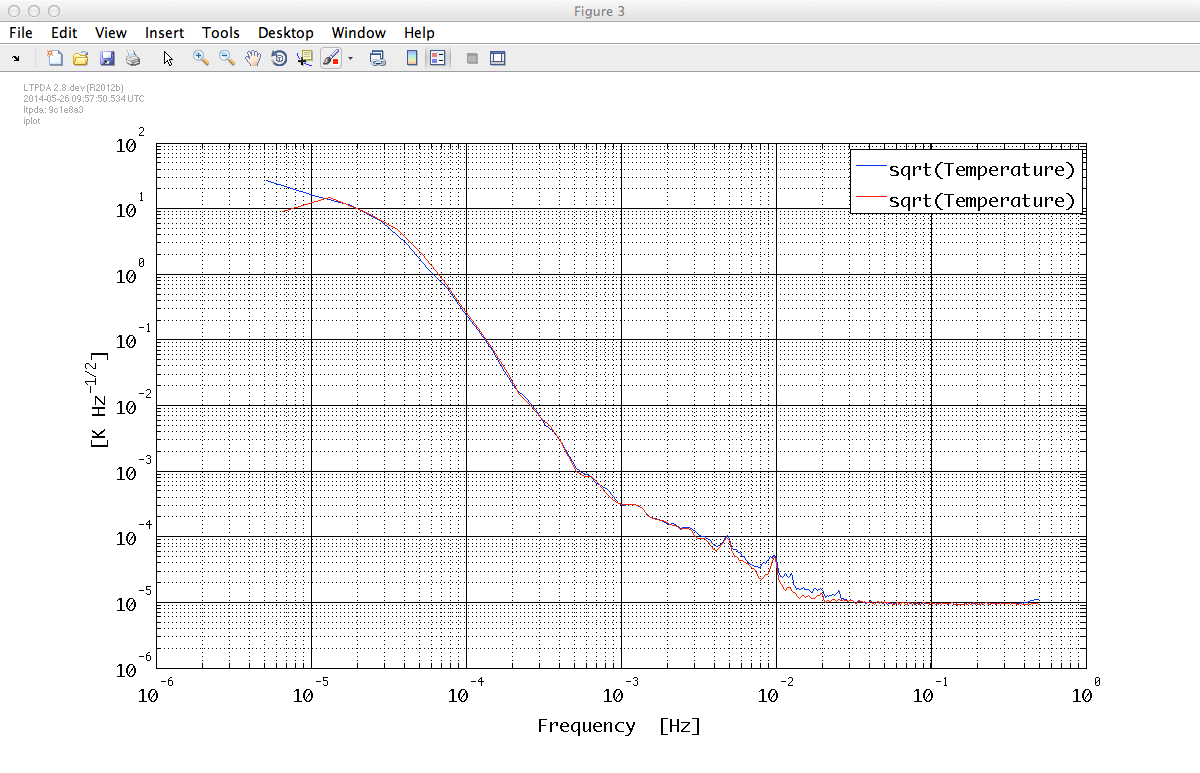 Figure 3
File Edit View Insert Tools Desktop Window Help
LTPDA 2.8.dev (R2012b)
2014-05-26 09:57:50.534 UTC
ltpda: 9c1e8a3
iplot
sqrt(Temperature)
sqrt(Temperature)
10^2
10^1
10^0
10^-1
10^-2
10^-3
10^-4
10^-5
10^-6
[K Hz^-1/2]
10^-6 10^-5 10^-4 10^-3 10^-2 10^-1 10^0
Frequency [Hz]